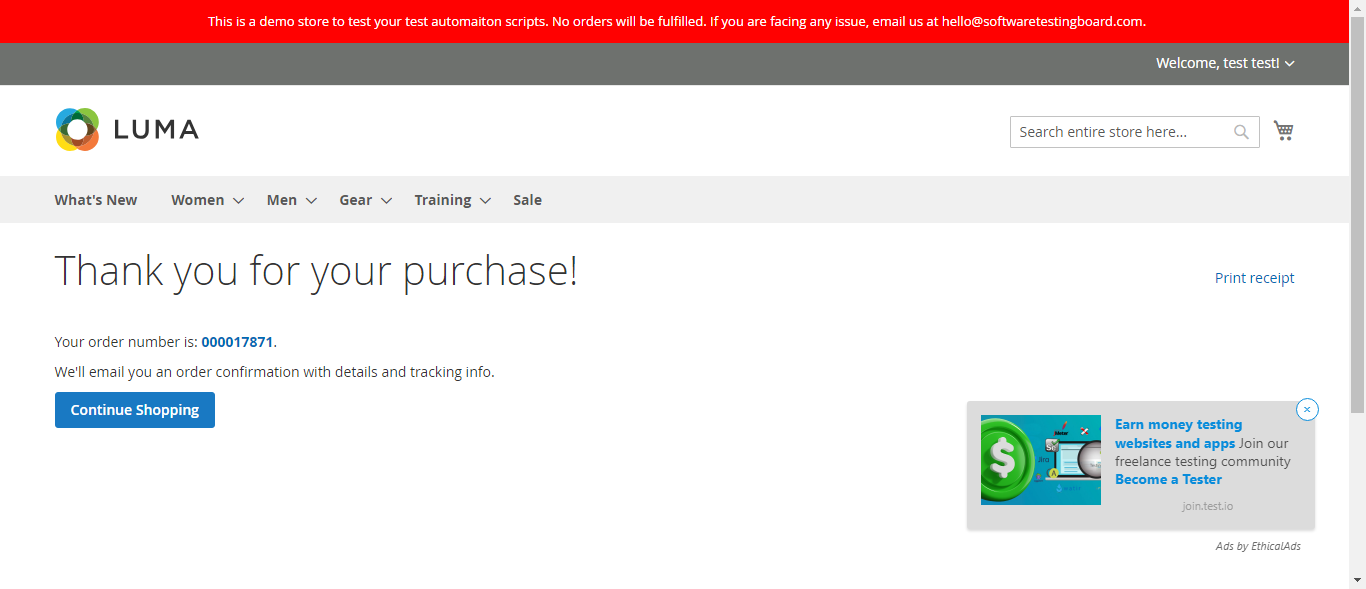 This is a demo store to test your test automaiton scripts. No orders will be fulfilled. If you are facing any issue, email us at hello@softwaretestingboard.com.
Welcome, test test!
LUMA
Search entire store here...
What's New Women Men Gear Training Sale
Thank you for your purchase!
Print receipt
Your order number is: 000017871.
We'll email you an order confirmation with details and tracking info.
Continue Shopping
Earn money testing
websites and apps Join our
freelance testing community
Become a Tester
join.test.io
Ads by EthicalAds